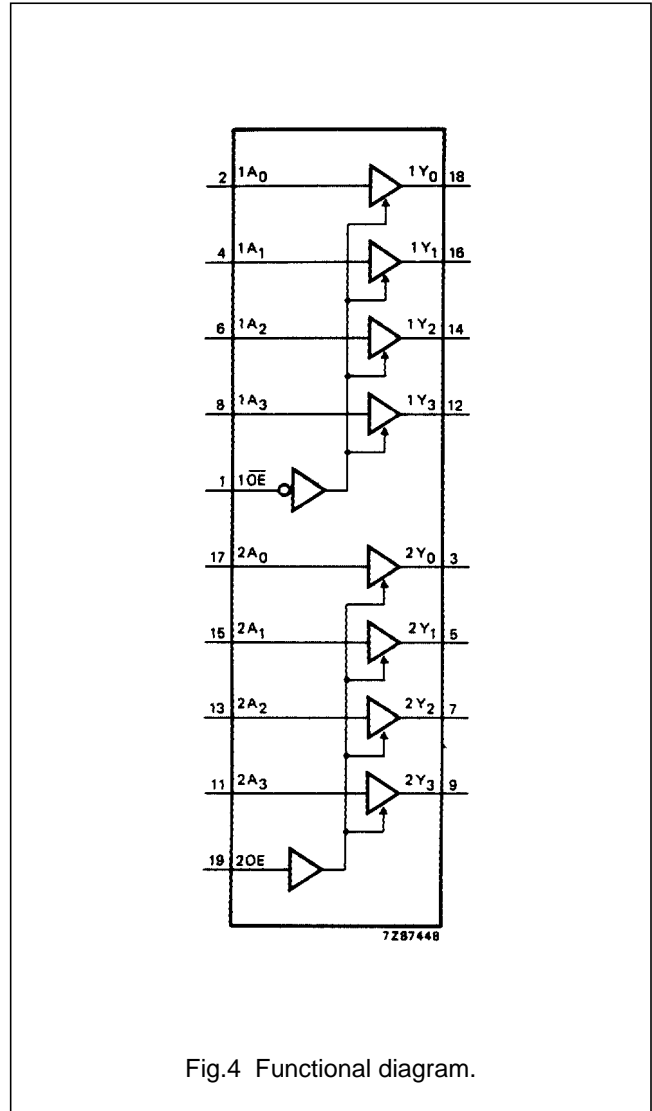 2 1A0 1Y0 18
4 1A1 1Y1 16
6 1A2 1Y2 14
8 1A3 1Y3 12
1 1O̅E̅
17 2A0 2Y0 3
15 2A1 2Y1 5
13 2A2 2Y2 7
11 2A3 2Y3 9
19 2OE
7Z87448
Fig.4 Functional diagram.